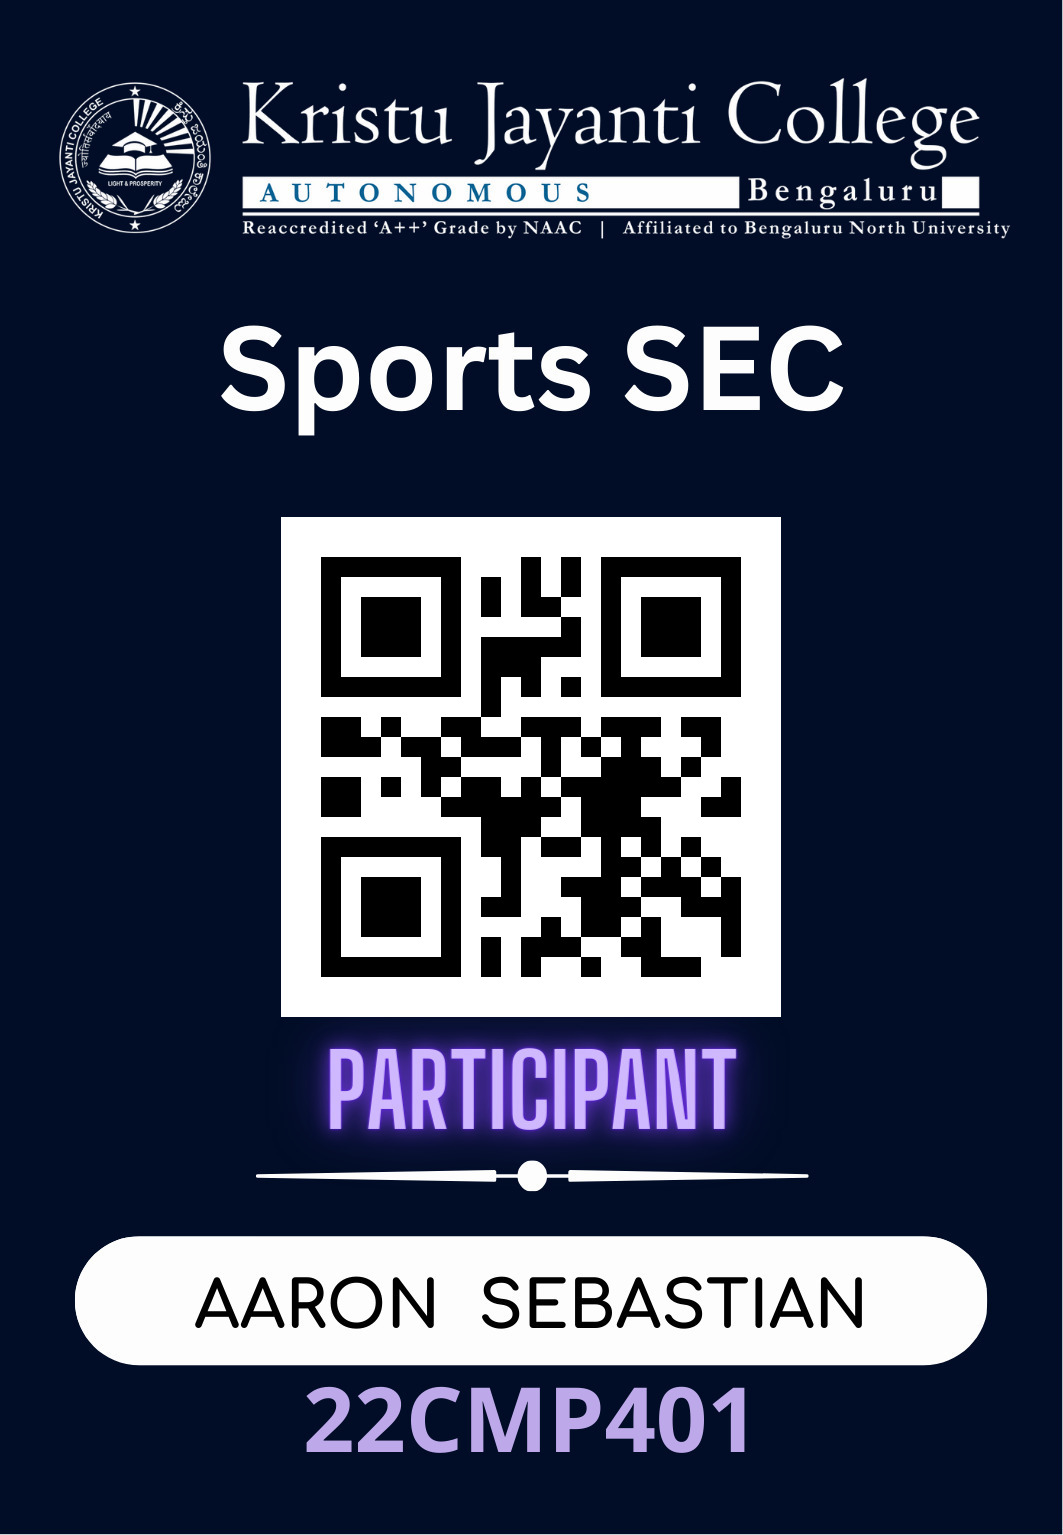 KRISTU JAYANTI COLLEGE
ಕ್ರಿಸ್ತು ಜಯಂತಿ ಕಾಲೇಜು
LIGHT & PROSPERITY
Kristu Jayanti College
AUTONOMOUS Bengaluru
Reaccredited ‘A++’ Grade by NAAC | Affiliated to Bengaluru North University
Sports SEC
PARTICIPANT
AARON SEBASTIAN
22CMP401